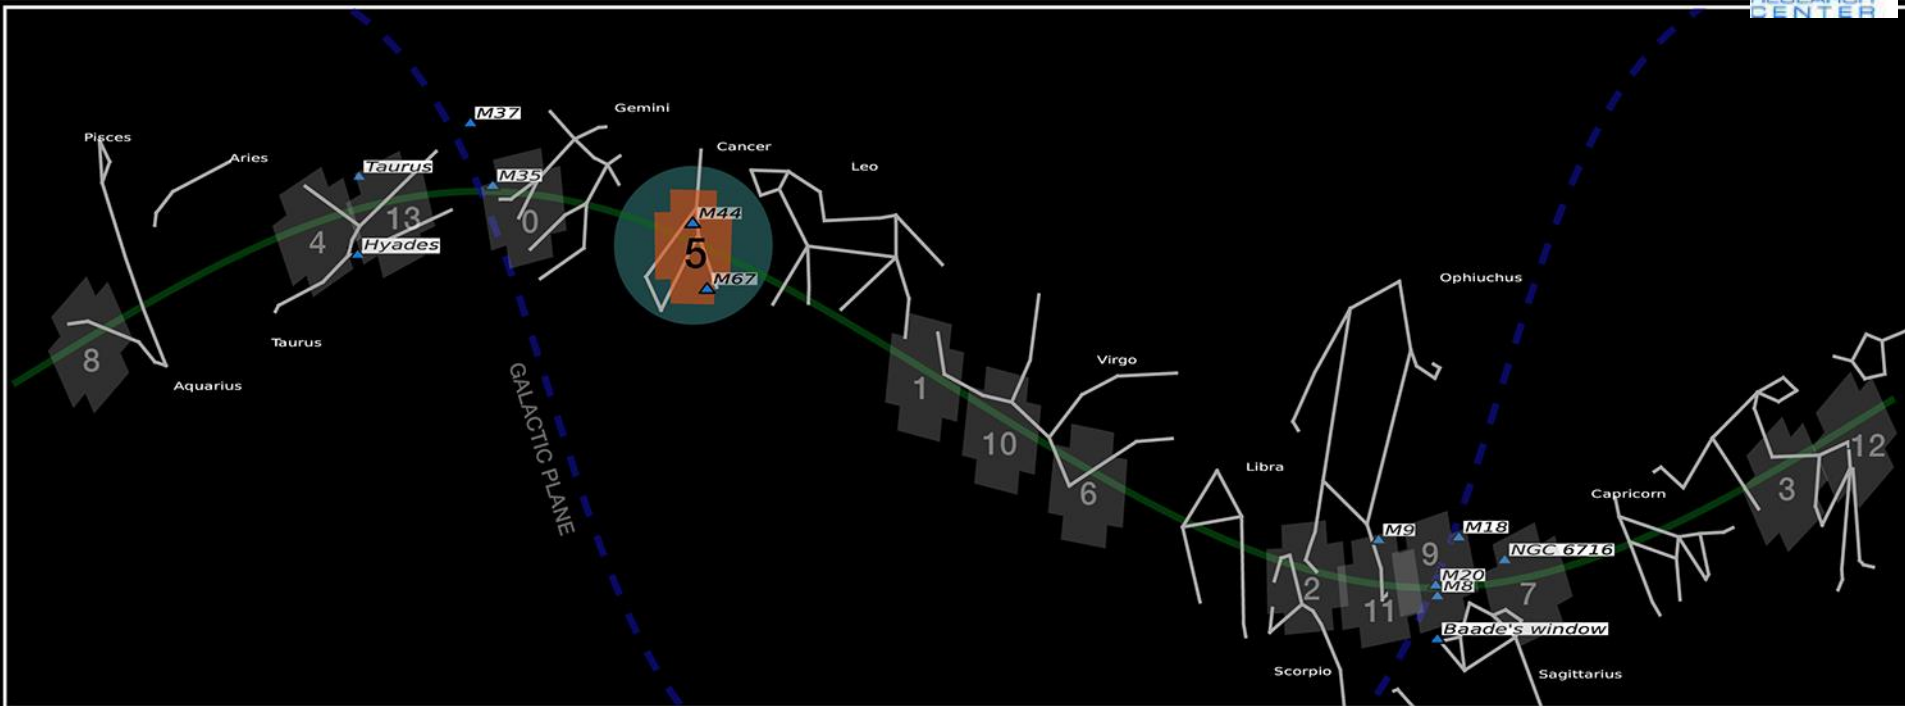 CENTER
M37
Gemini
Pisces
Cancer
Aries
Taurus
Leo
M35
4
13
0
M44
Hyades
5
M67
Ophiuchus
Taurus
8
Virgo
Aquarius
1
GALACTIC PLANE
10
12
Libra
6
3
Capricorn
M9
M18
9
NGC 6716
M20
M8
2
11
7
Baade's window
Scorpio
Sagittarius